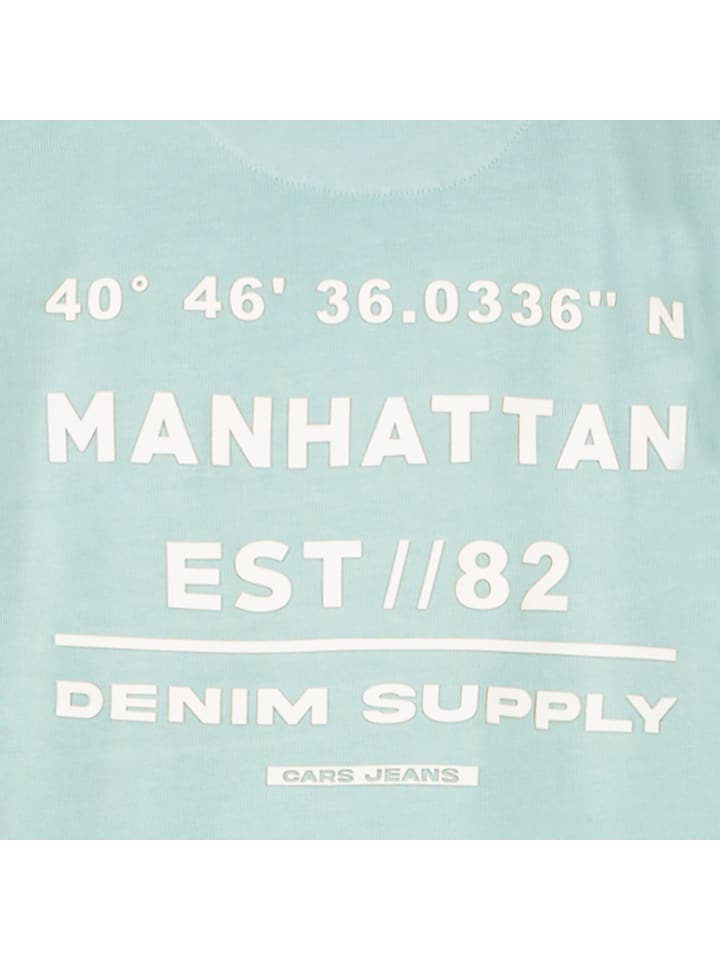 40° 46' 36.0336" N
MANHATTAN
EST//82
DENIM SUPPLY
CARS JEANS